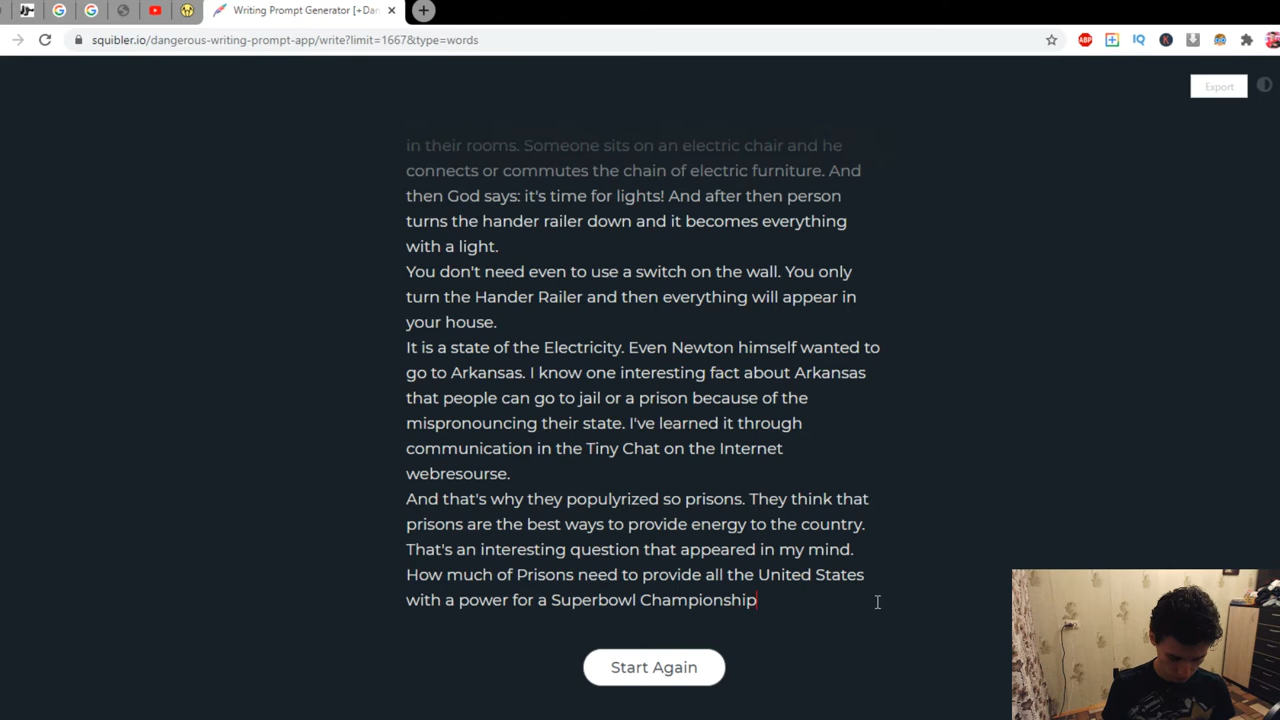 Writing Prompt Generator [+Dan
squibler.io/dangerous-writing-prompt-app/write?limit=1667&type=words
ABP
IQ
K
Export
in their rooms. Someone sits on an electric chair and he
connects or commutes the chain of electric furniture. And
then God says: it's time for lights! And after then person
turns the hander railer down and it becomes everything
with a light.
You don't need even to use a switch on the wall. You only
turn the Hander Railer and then everything will appear in
your house.
It is a state of the Electricity. Even Newton himself wanted to
go to Arkansas. I know one interesting fact about Arkansas
that people can go to jail or a prison because of the
mispronouncing their state. I've learned it through
communication in the Tiny Chat on the Internet
webresourse.
And that's why they populyrized so prisons. They think that
prisons are the best ways to provide energy to the country.
That's an interesting question that appeared in my mind.
How much of Prisons need to provide all the United States
with a power for a Superbowl Championship
Start Again